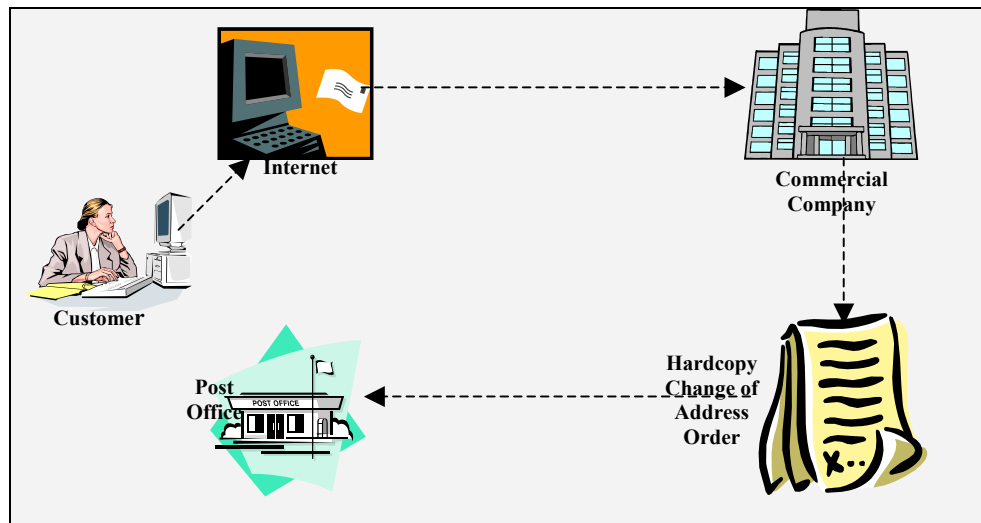 Internet
Commercial
Company
Customer
Hardcopy
Change of
Address
Order
Post
Office
POST OFFICE